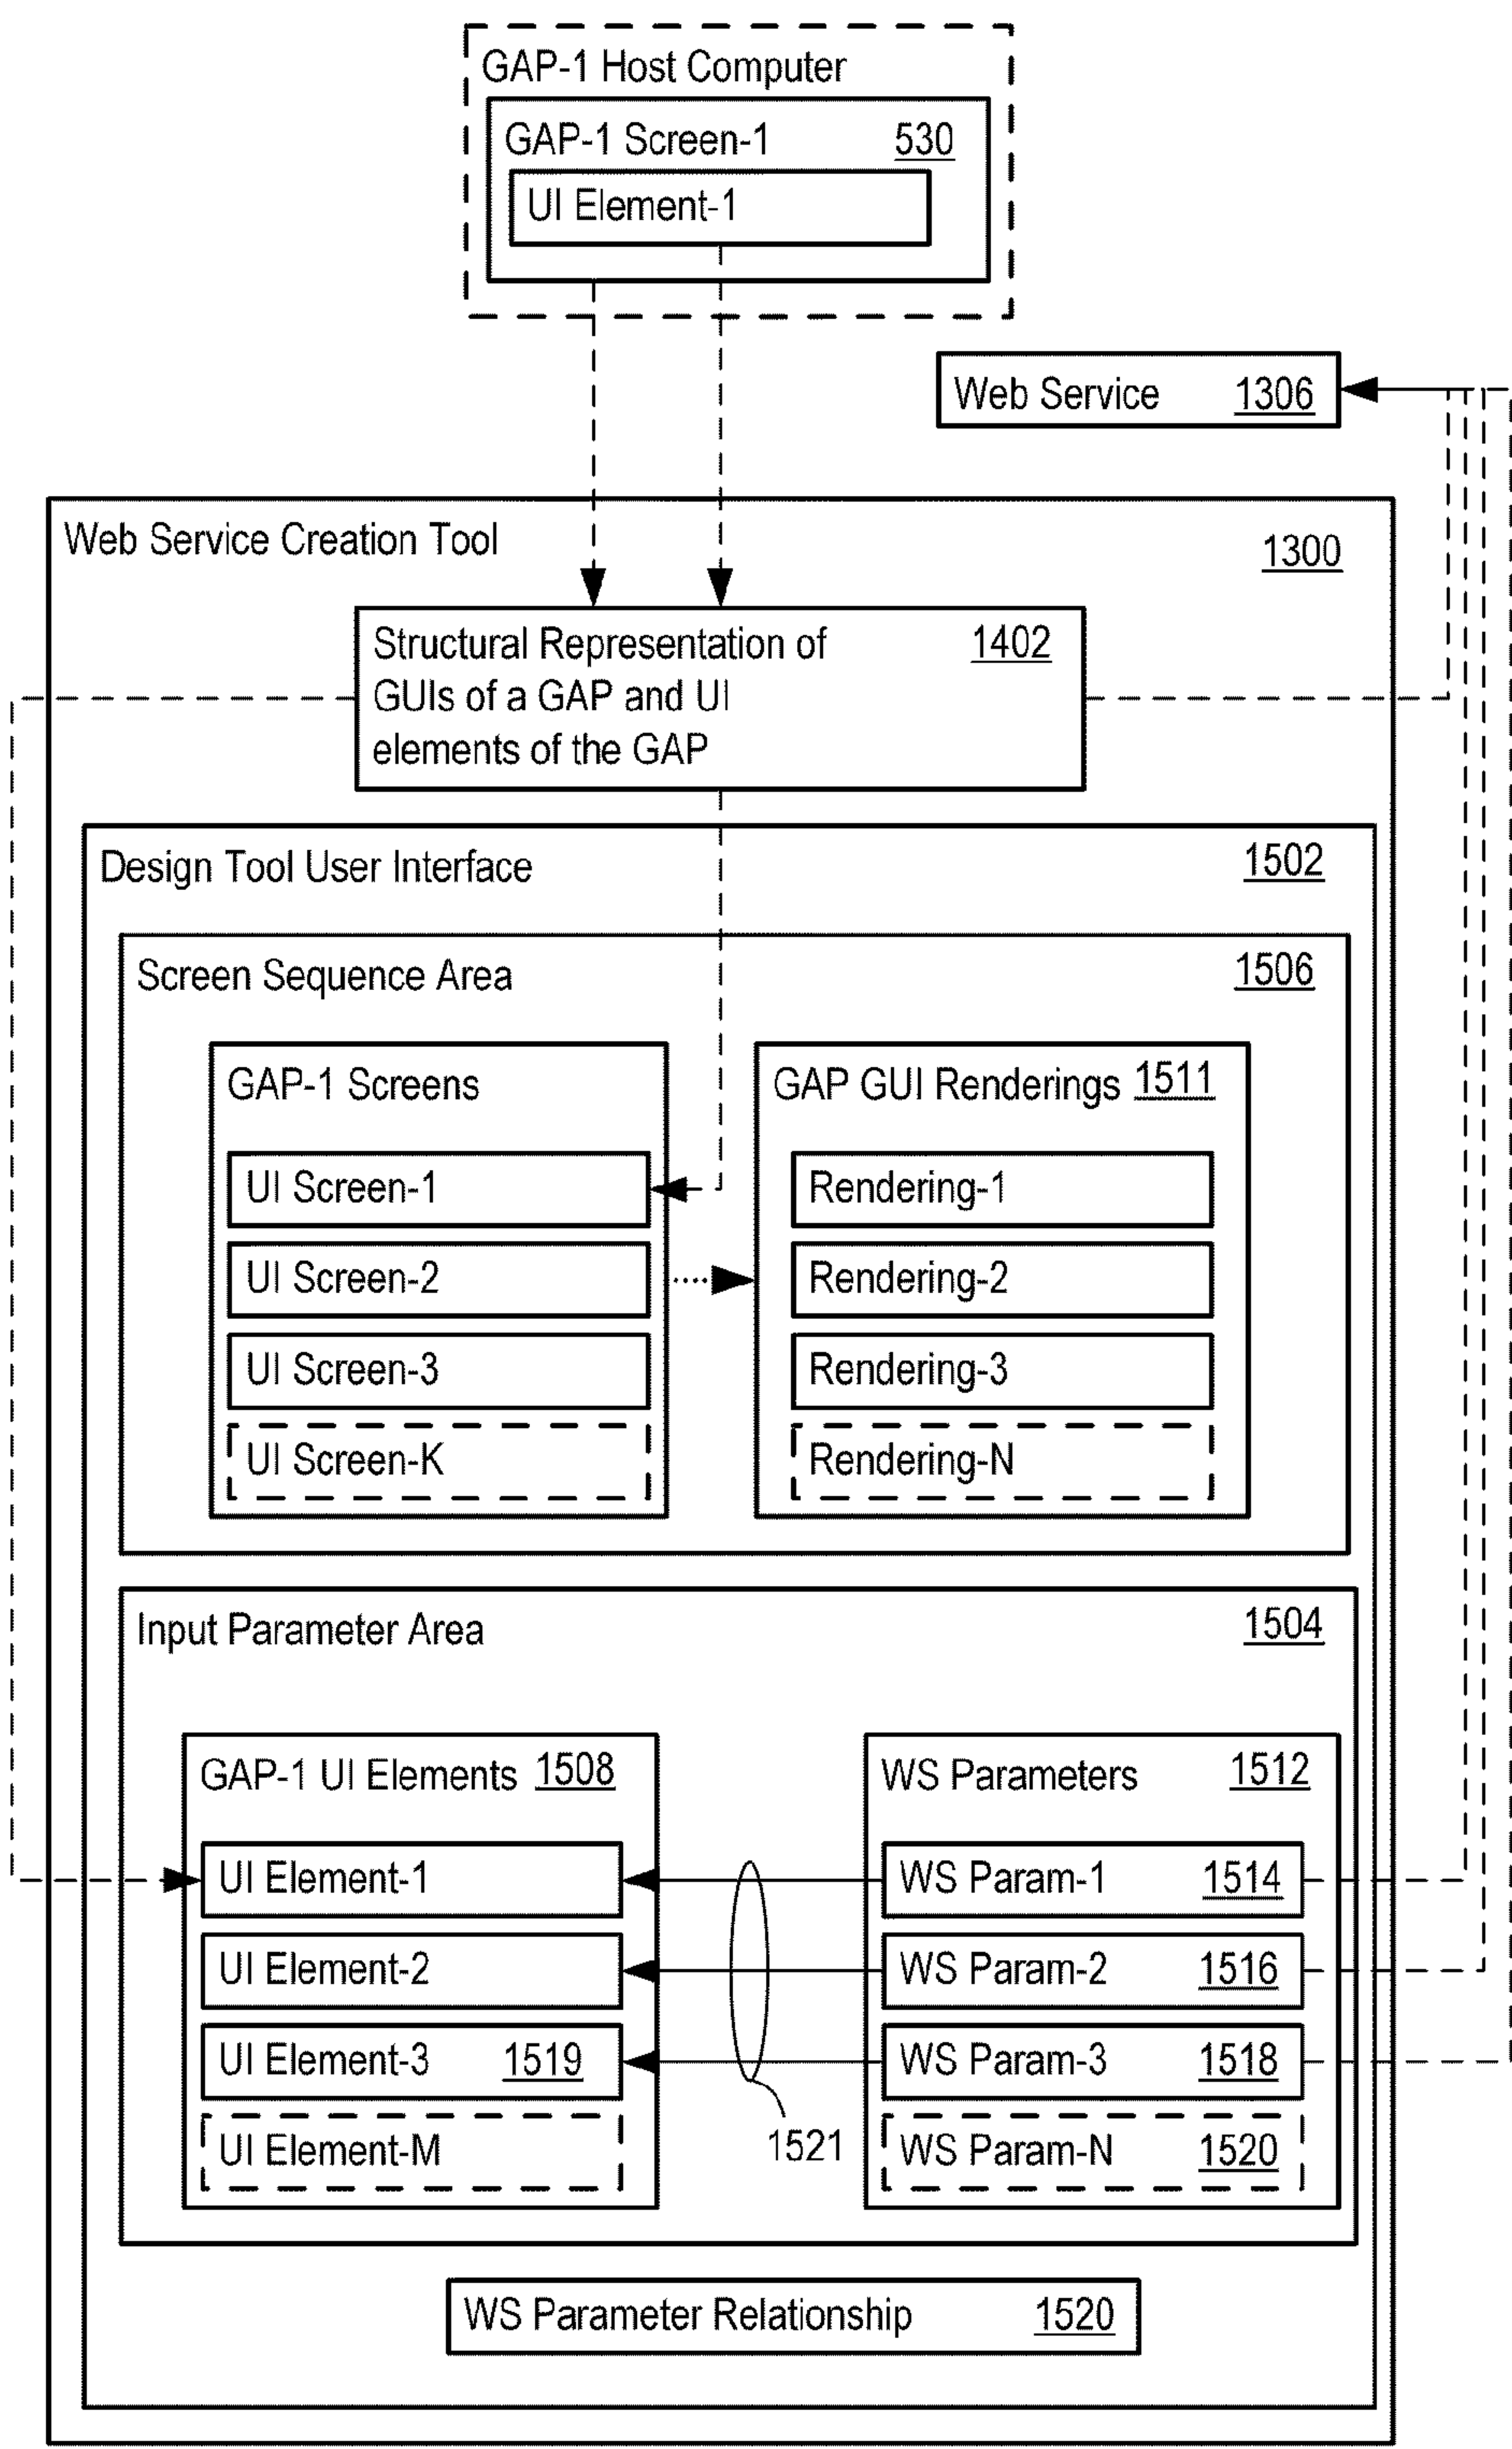 GAP-1 Host Computer
GAP-1 Screen-1 530
UI Element-1
Web Service 1306
Web Service Creation Tool 1300
Structural Representation of 1402
GUIs of a GAP and UI
elements of the GAP
Design Tool User Interface 1502
Screen Sequence Area 1506
GAP-1 Screens
UI Screen-1
UI Screen-2
UI Screen-3
UI Screen-K
GAP GUI Renderings 1511
Rendering-1
Rendering-2
Rendering-3
Rendering-N
Input Parameter Area 1504
GAP-1 UI Elements 1508
UI Element-1
UI Element-2
UI Element-3 1519
UI Element-M
1521
WS Parameters 1512
WS Param-1 1514
WS Param-2 1516
WS Param-3 1518
WS Param-N 1520
WS Parameter Relationship 1520